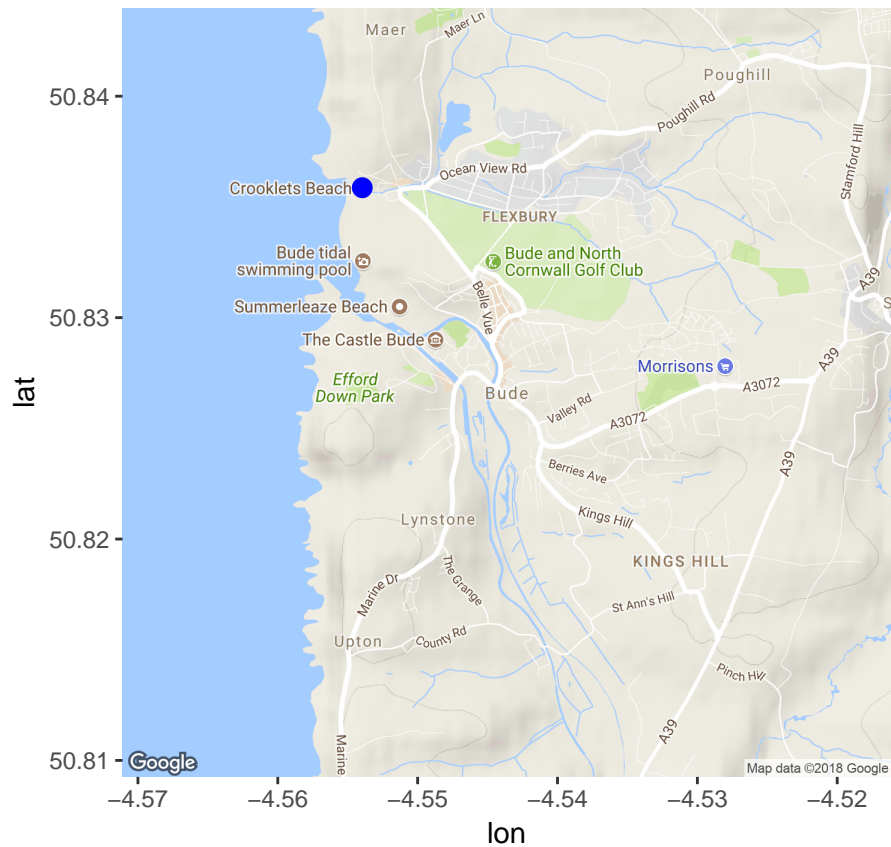 Maer
Maer Ln
Poughill
50.84
Poughill Rd
Stamford Hill
Ocean View Rd
Crooklets Beach
FLEXBURY
Bude tidal
swimming pool
Bude and North
Cornwall Golf Club
A39
Belle Vue
Summerleaze Beach
S
50.83
The Castle Bude
A39
Morrisons
Efford
Down Park
A3072
Bude
Valley Rd
A3072
A39
Berries Ave
Kings Hill
Lynstone
50.82
KINGS HILL
The Grange
Marine Dr
St Ann's Hill
County Rd
Upton
Pinch Hill
A39
Marine
50.81
Google
Map data ©2018 Google
−4.57
−4.56
−4.55
−4.54
−4.53
−4.52
lat
lon